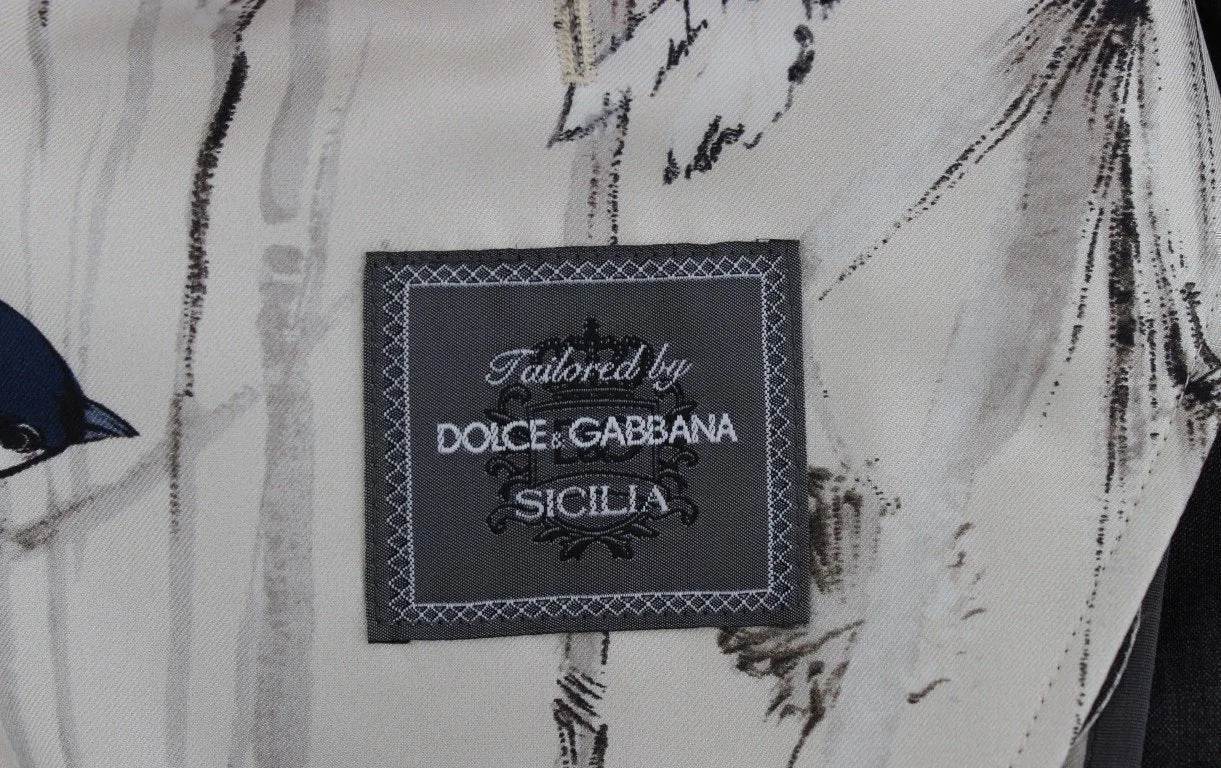 Tailored by
DOLCE & GABBANA
SICILIA